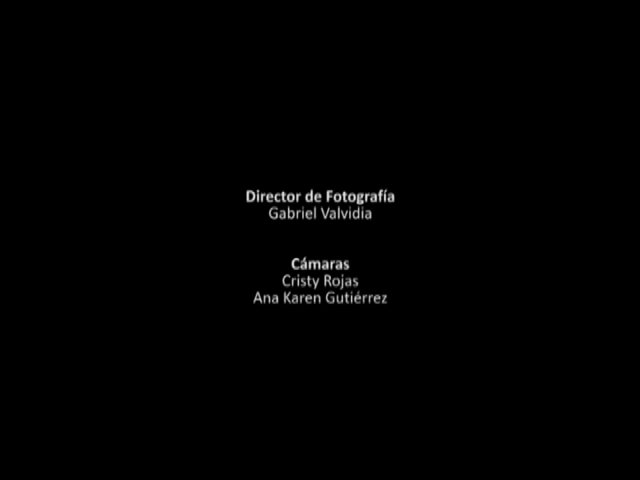 Director de Fotografía
Gabriel Valvidia
Cámaras
Cristy Rojas
Ana Karen Gutiérrez